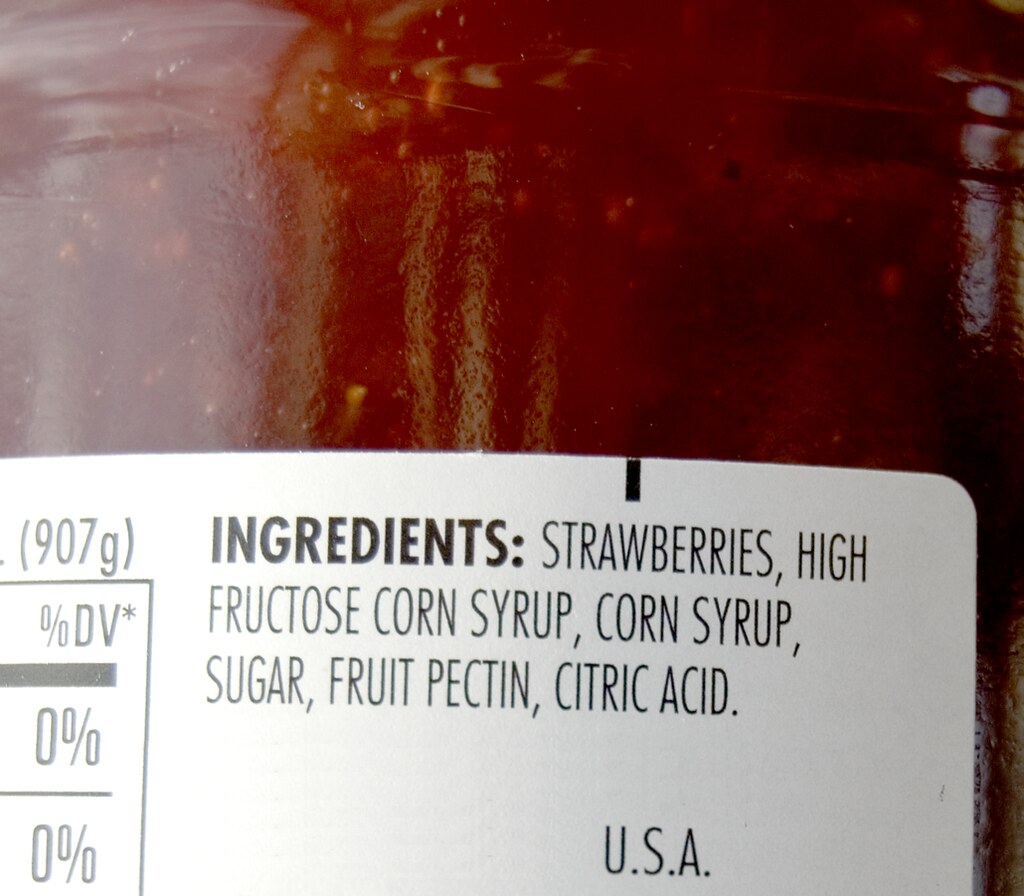 . (907g)
%DV*
0%
0%
INGREDIENTS: STRAWBERRIES, HIGH
FRUCTOSE CORN SYRUP, CORN SYRUP,
SUGAR, FRUIT PECTIN, CITRIC ACID.
U.S.A.